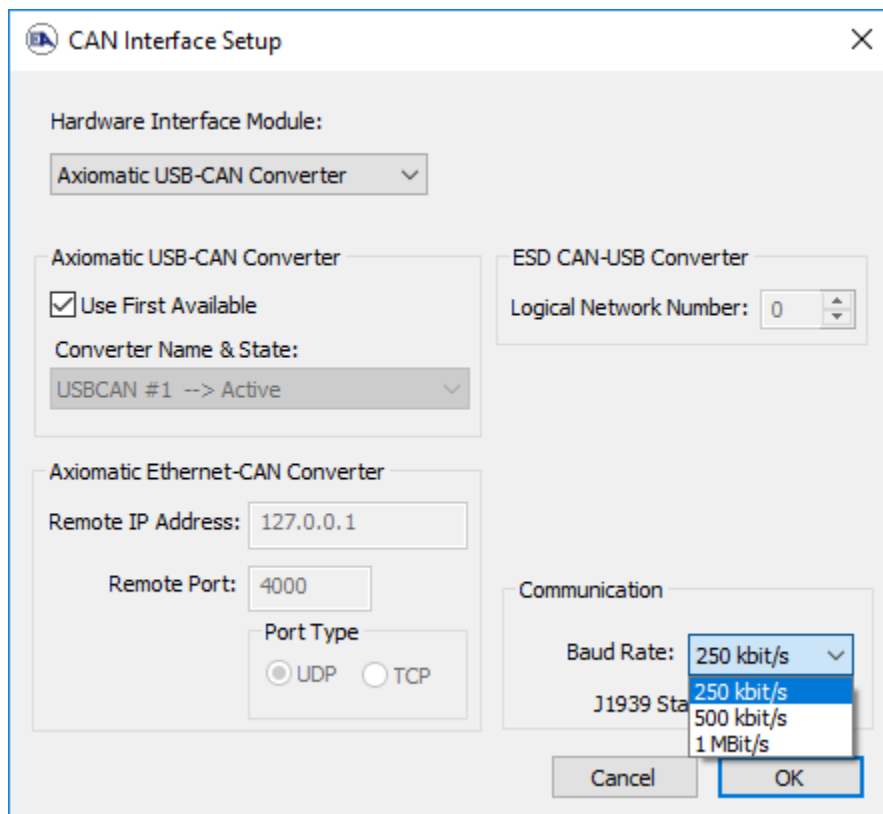 CAN Interface Setup
Hardware Interface Module:
Axiomatic USB-CAN Converter
Axiomatic USB-CAN Converter
Use First Available
Converter Name & State:
USBCAN #1 --> Active
ESD CAN-USB Converter
Logical Network Number: 0
Axiomatic Ethernet-CAN Converter
Remote IP Address: 127.0.0.1
Remote Port: 4000
Port Type
UDP TCP
Communication
Baud Rate: 250 kbit/s
250 kbit/s
J1939 Sta
500 kbit/s
1 MBit/s
Cancel OK